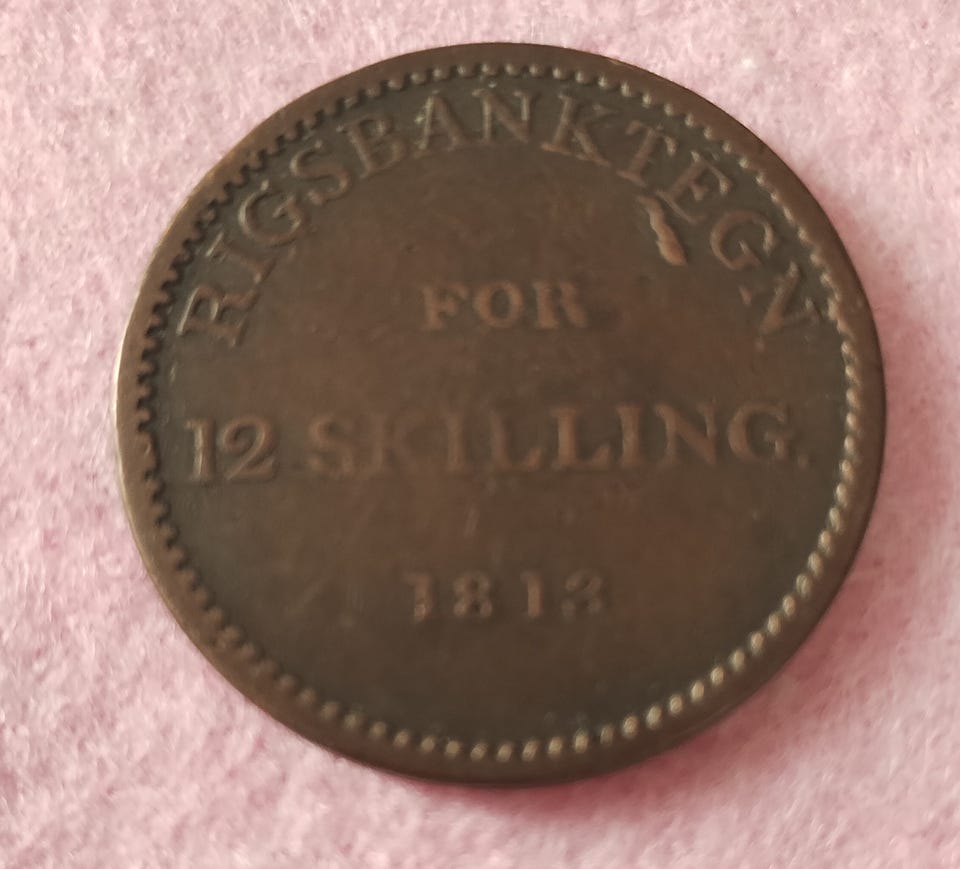 RIGSBANKTEGN
FOR
12 SKILLING.
1813